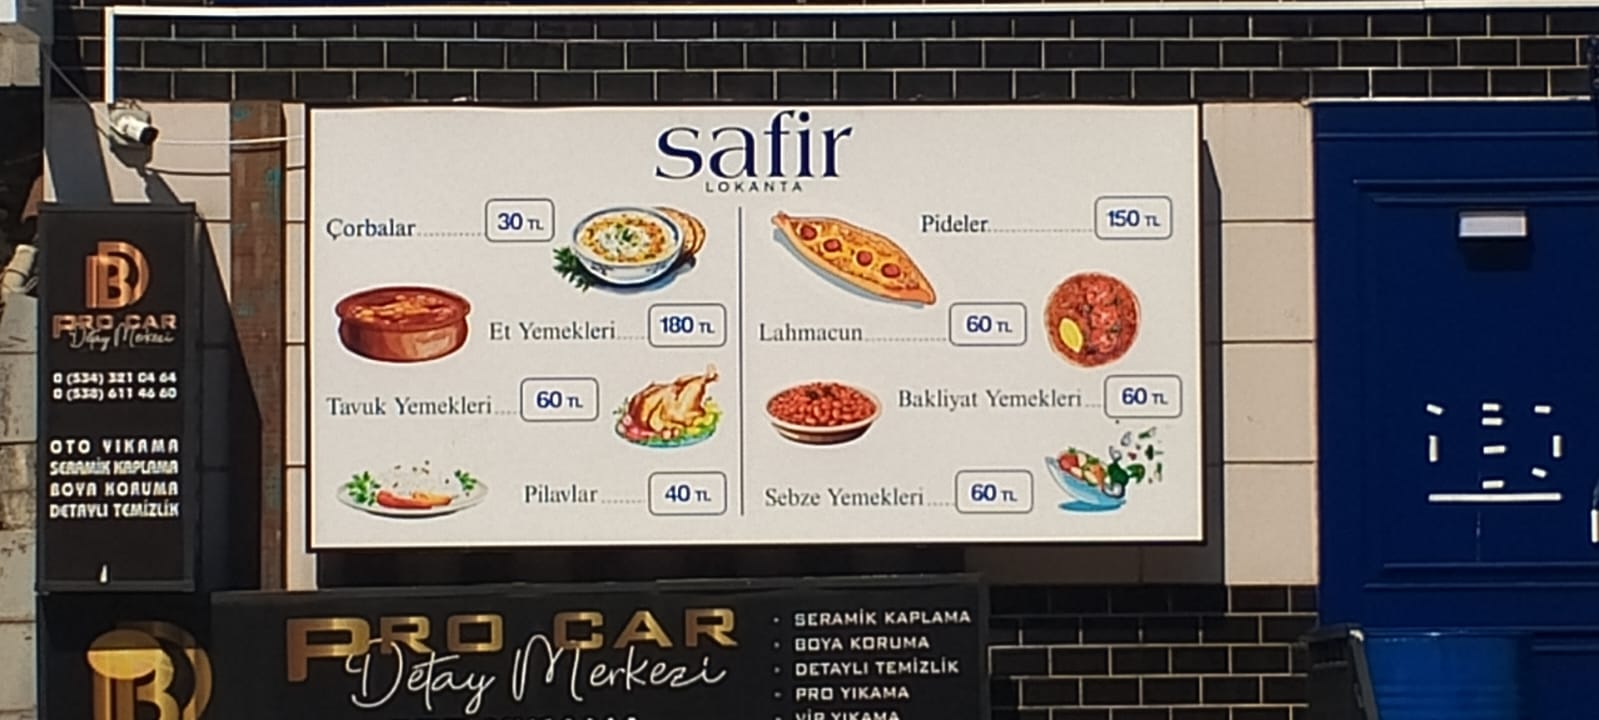 safir
LOKANTA
Çorbalar.......... 30 TL
Et Yemekleri..... 180 TL
Tavuk Yemekleri.... 60 TL
Pilavlar ....... 40 TL
Pideler................. 150 TL
Lahmacun............. 60 TL
Bakliyat Yemekleri... 60 TL
Sebze Yemekleri.... 60 TL
PRO CAR
Detay Merkezi
0 (534) 321 04 64
0 (538) 611 46 60
OTO YIKAMA
SERAMİK KAPLAMA
BOYA KORUMA
DETAYLI TEMİZLİK
PRO CAR
Detay Merkezi
· SERAMİK KAPLAMA
· BOYA KORUMA
· DETAYLI TEMİZLİK
· PRO YIKAMA
· VİP YIKAMA